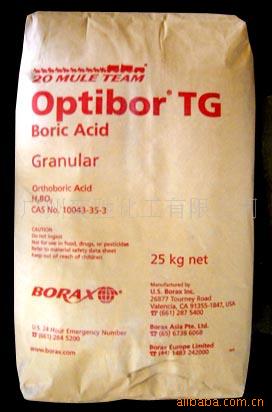 20 MULE TEAM
Optibor® TG
Boric Acid
Granular
Orthoboric Acid
H₃BO₃
CAS No. 10043-35-3
CAUTION
Do not ingest
Not for use in food, drugs, or pesticides
Refer to material safety data sheet
Keep out of reach of children
25 kg net
BORAX
U.S. 24 Hour Emergency Number
☎(661) 284 5200
www.borax.com
Manufactured by
U.S. Borax Inc.
26877 Tourney Road
Valencia, CA 91355-1847, USA
☎(661) 287 5400
Borax Asia Pte. Ltd.
☎(65) 6738 6068
Borax Europe Limited
☎(44) 1483 242000
alibaba.com.cn